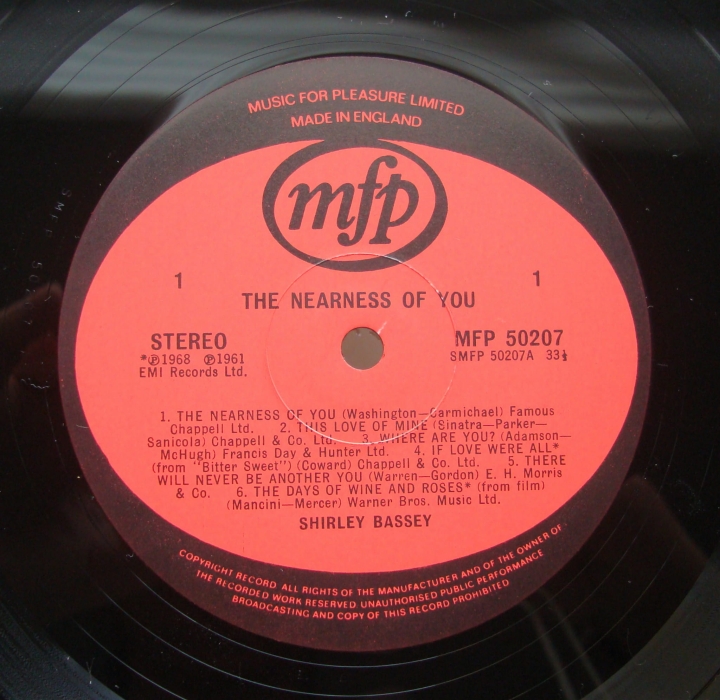 MUSIC FOR PLEASURE LIMITED
MADE IN ENGLAND
mfp
1 1
THE NEARNESS OF YOU
STEREO MFP 50207
*℗1968 ℗1961 SMFP 50207A 33⅓
EMI Records Ltd.
1. THE NEARNESS OF YOU (Washington—Carmichael) Famous
Chappell Ltd. 2. THIS LOVE OF MINE (Sinatra—Parker—
Sanicola) Chappell & Co. Ltd. 3. WHERE ARE YOU? (Adamson—
McHugh) Francis Day & Hunter Ltd. 4. IF LOVE WERE ALL*
(from "Bitter Sweet") (Coward) Chappell & Co. Ltd. 5. THERE
WILL NEVER BE ANOTHER YOU (Warren—Gordon) E. H. Morris
& Co. 6. THE DAYS OF WINE AND ROSES* (from film)
(Mancini—Mercer) Warner Bros. Music Ltd.
SHIRLEY BASSEY
COPYRIGHT RECORD ALL RIGHTS OF THE MANUFACTURER AND OF THE OWNER OF
THE RECORDED WORK RESERVED UNAUTHORISED PUBLIC PERFORMANCE
BROADCASTING AND COPY OF THIS RECORD PROHIBITED